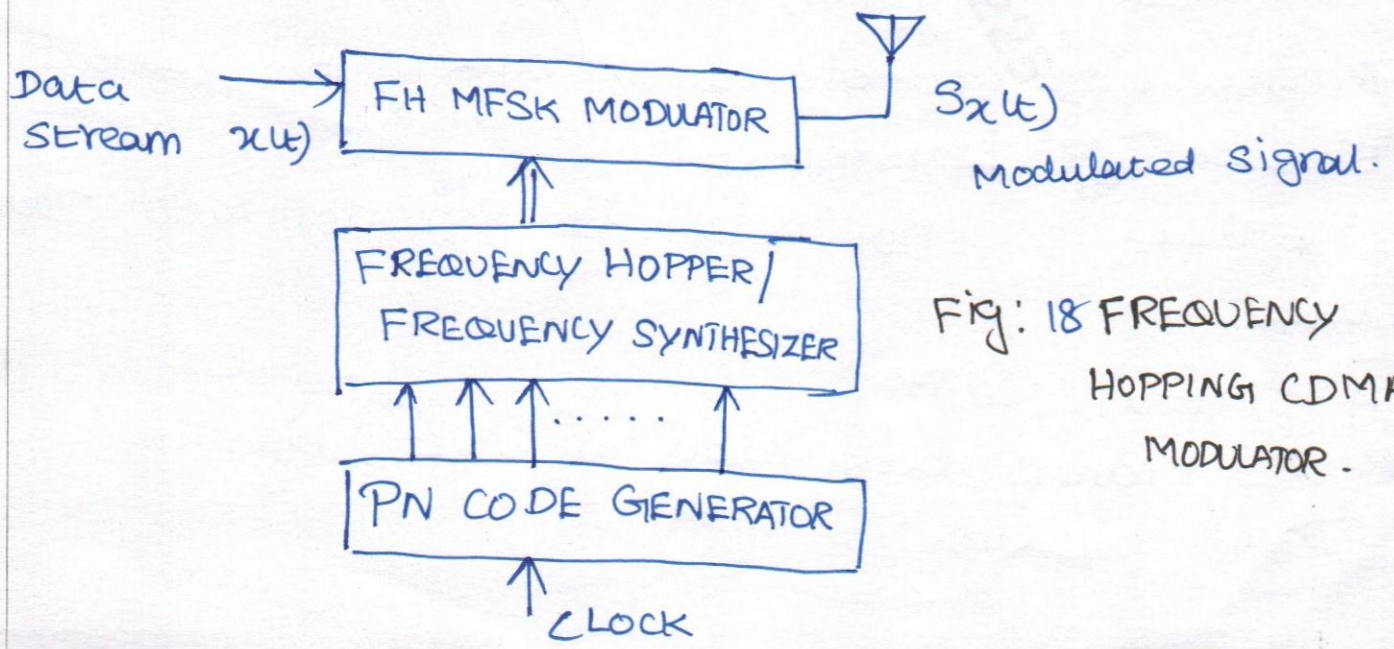 Data
Stream x(t)
FH MFSK MODULATOR
Sx(t)
Modulated Signal.
FREQUENCY HOPPER/
FREQUENCY SYNTHESIZER
Fig: 18 FREQUENCY
HOPPING CDMA
MODULATOR.
.....
PN CODE GENERATOR
CLOCK